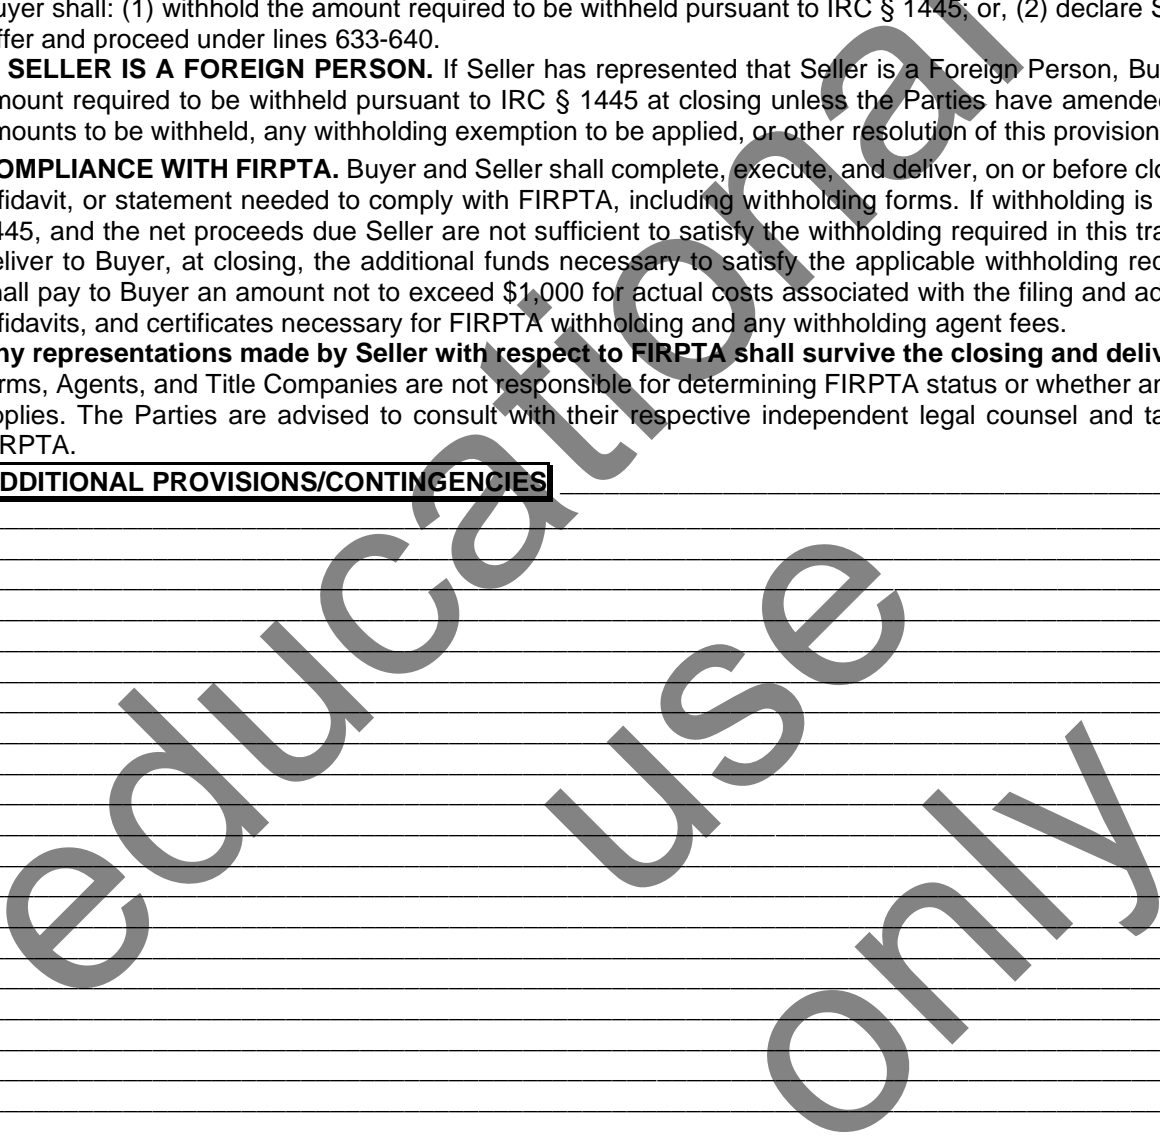 uyer shall: (1) withhold the amount required to be withheld pursuant to IRC § 1445; or, (2) declare S
ffer and proceed under lines 633-640.
SELLER IS A FOREIGN PERSON. If Seller has represented that Seller is a Foreign Person, Bu
mount required to be withheld pursuant to IRC § 1445 at closing unless the Parties have amende
mounts to be withheld, any withholding exemption to be applied, or other resolution of this provision
OMPLIANCE WITH FIRPTA. Buyer and Seller shall complete, execute, and deliver, on or before clo
fidavit, or statement needed to comply with FIRPTA, including withholding forms. If withholding is
445, and the net proceeds due Seller are not sufficient to satisfy the withholding required in this tra
eliver to Buyer, at closing, the additional funds necessary to satisfy the applicable withholding req
hall pay to Buyer an amount not to exceed $1,000 for actual costs associated with the filing and ad
fidavits, and certificates necessary for FIRPTA withholding and any withholding agent fees.
ny representations made by Seller with respect to FIRPTA shall survive the closing and deliv
rms, Agents, and Title Companies are not responsible for determining FIRPTA status or whether an
pplies. The Parties are advised to consult with their respective independent legal counsel and ta
RPTA.
DDITIONAL PROVISIONS/CONTINGENCIES
educational
use
only